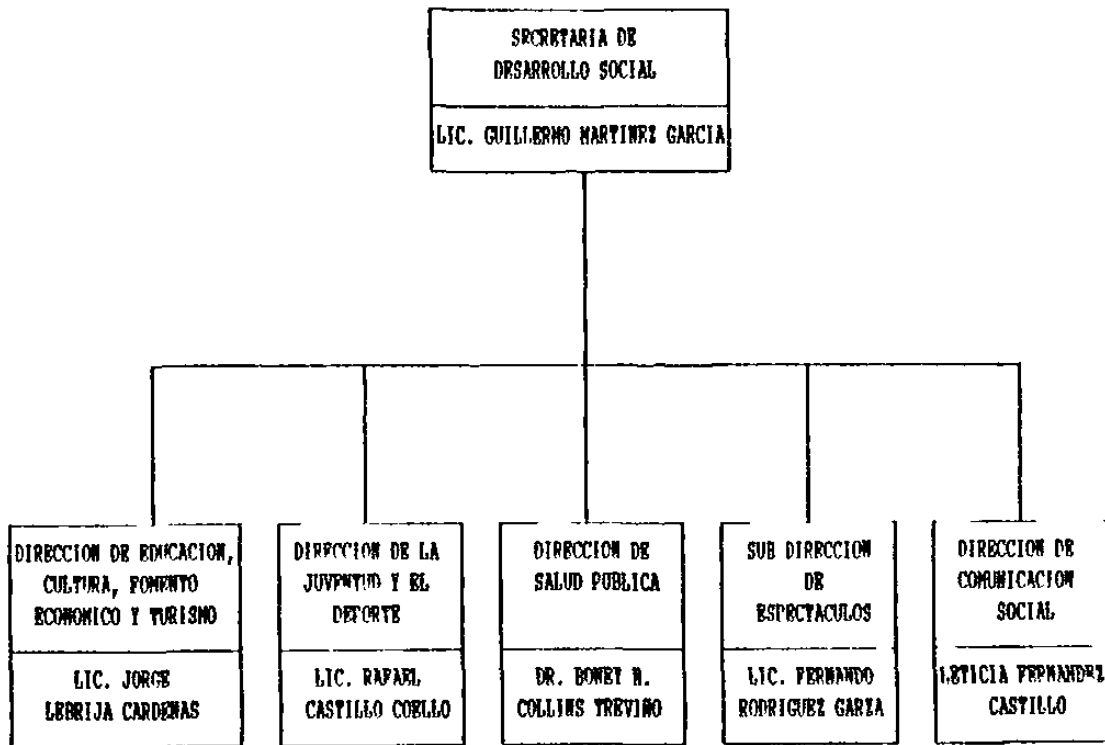 SECRETARIA DE
DESARROLLO SOCIAL
LIC. GUILLERMO MARTINEZ GARCIA
DIRECCION DE EDUCACION,
CULTURA, FOMENTO
ECONOMICO Y TURISMO
LIC. JORGE
LEBRIJA CARDENAS
DIRECCION DE LA
JUVENTUD Y EL
DEPORTE
LIC. RAFAEL
CASTILLO COELLO
DIRECCION DE
SALUD PUBLICA
DR. BONET M.
COLLINS TREVIÑO
SUB DIRECCION
DE
ESPECTACULOS
LIC. FERNANDO
RODRIGUEZ GARZA
DIRECCION DE
COMUNICACION
SOCIAL
LETICIA FERNANDEZ
CASTILLO